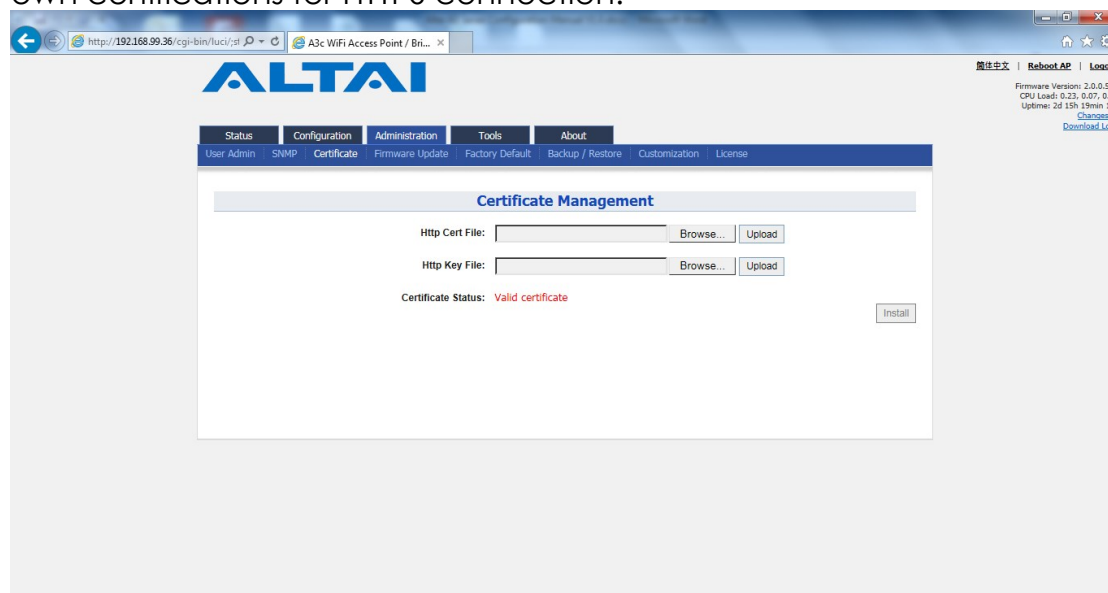 own certifications for HTTPS connection.
http://192.168.99.36/cgi-bin/luci/;st
A3c WiFi Access Point / Bri...
ALTAI
简体中文 | Reboot AP | Logo
Firmware Version: 2.0.0.5
CPU Load: 0.23, 0.07, 0.
Uptime: 2d 15h 19min
Changes
Download Lo
Status Configuration Administration Tools About
User Admin SNMP Certificate Firmware Update Factory Default Backup / Restore Customization License
Certificate Management
Http Cert File: Browse... Upload
Http Key File: Browse... Upload
Certificate Status: Valid certificate
Install